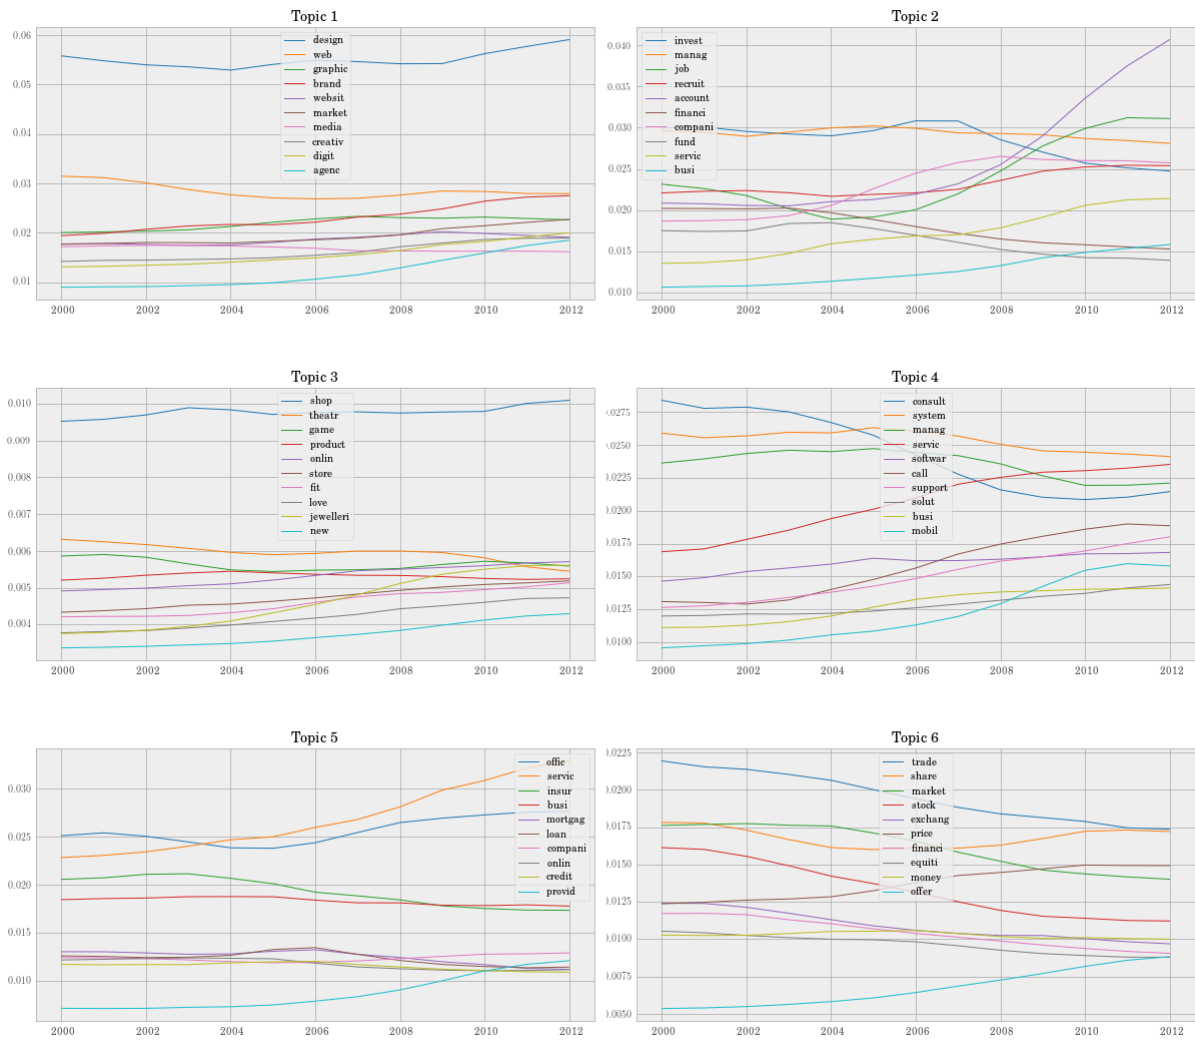 Topic 1
0.06
0.05
0.04
0.03
0.02
0.01
design
web
graphic
brand
websit
market
media
creativ
digit
agenc
2000 2002 2004 2006 2008 2010 2012
Topic 2
0.040
0.035
0.030
0.025
0.020
0.015
0.010
invest
manag
job
recruit
account
financi
compani
fund
servic
busi
2000 2002 2004 2006 2008 2010 2012
Topic 3
0.010
0.009
0.008
0.007
0.006
0.005
0.004
shop
theatr
game
product
onlin
store
fit
love
jewelleri
new
2000 2002 2004 2006 2008 2010 2012
Topic 4
0.0275
0.0250
0.0225
0.0200
0.0175
0.0150
0.0125
0.0100
consult
system
manag
servic
softwar
call
support
solut
busi
mobil
2000 2002 2004 2006 2008 2010 2012
Topic 5
0.030
0.025
0.020
0.015
0.010
offic
servic
insur
busi
mortgag
loan
compani
onlin
credit
provid
2000 2002 2004 2006 2008 2010 2012
Topic 6
0.0225
0.0200
0.0175
0.0150
0.0125
0.0100
0.0075
0.0050
trade
share
market
stock
exchang
price
financi
equiti
money
offer
2000 2002 2004 2006 2008 2010 2012